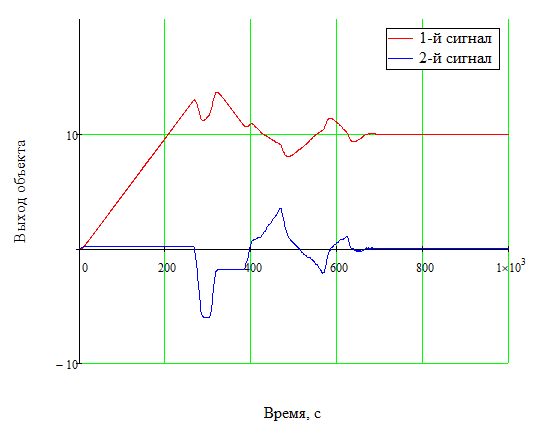 1-й сигнал
2-й сигнал
10
0
200
400
600
800
1×10³
−10
Выход объекта
Время, с